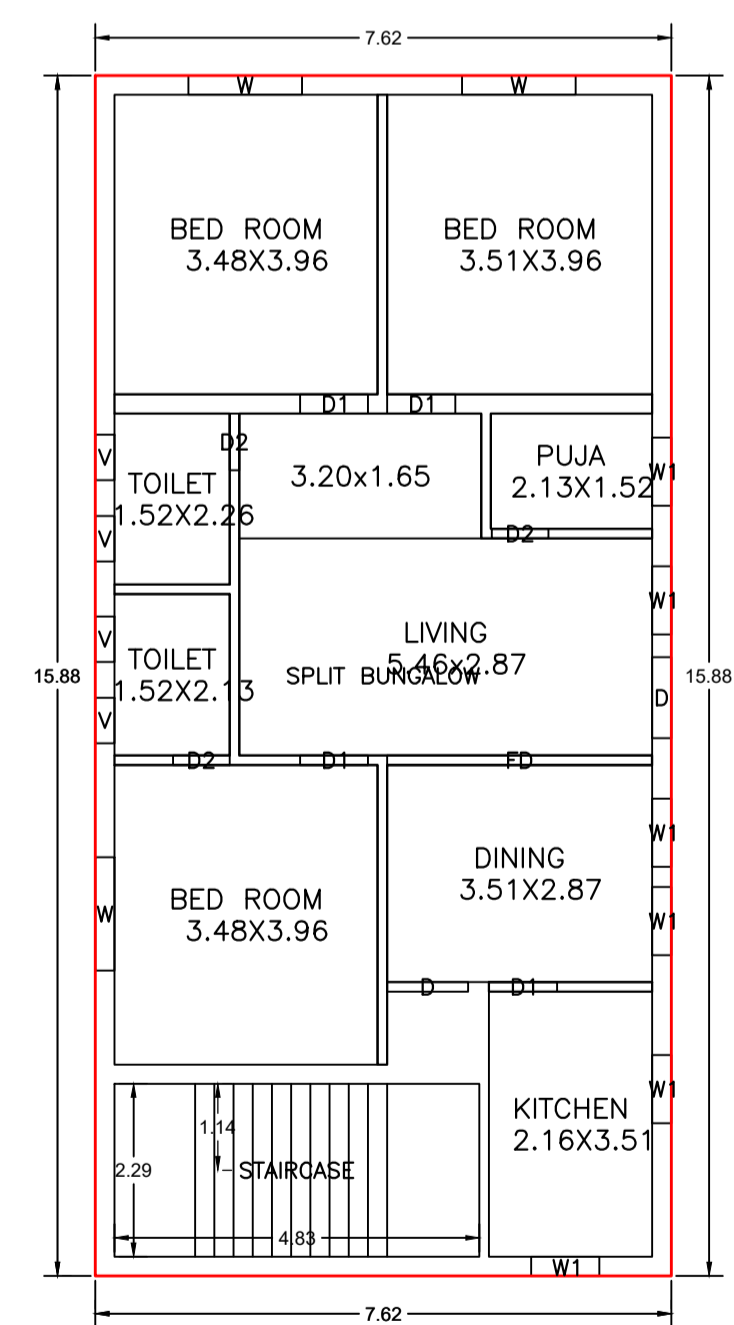 7.62
W W
BED ROOM
3.48X3.96
BED ROOM
3.51X3.96
D1 D1
D2
V
TOILET
1.52X2.26
V
3.20x1.65
PUJA
2.13X1.52
W1
D2
W1
V
TOILET
1.52X2.13
V
LIVING
5.46x2.87
SPLIT BUNGALOW
15.88
15.88
D
D2 D1 FD
W1
DINING
3.51X2.87
BED ROOM
3.48X3.96
W
W1
D D1
W1
KITCHEN
2.16X3.51
1.14
2.29
STAIRCASE
4.83
W1
7.62